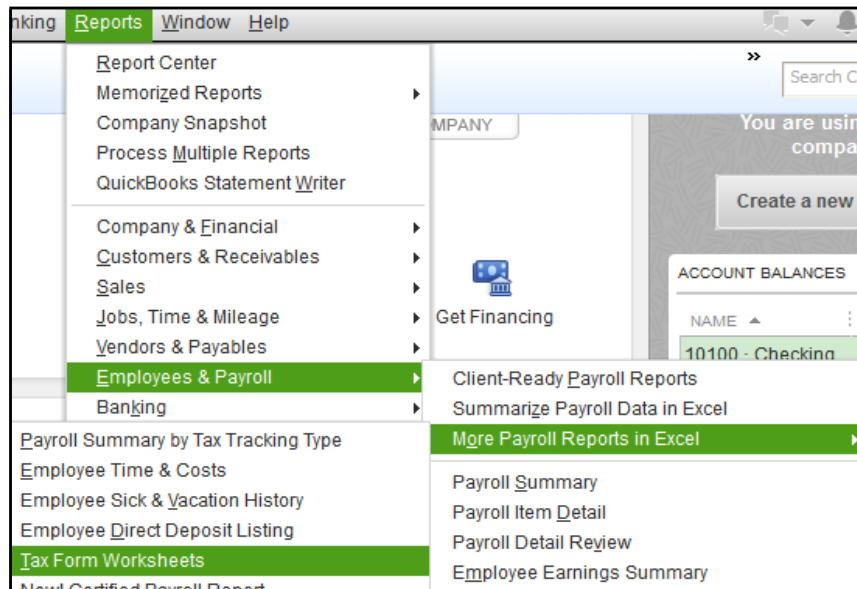 nking Reports Window Help
Report Center
Memorized Reports
Company Snapshot
Process Multiple Reports
QuickBooks Statement Writer
Company & Financial
Customers & Receivables
Sales
Jobs, Time & Mileage
Vendors & Payables
Employees & Payroll
Banking
Payroll Summary by Tax Tracking Type
Employee Time & Costs
Employee Sick & Vacation History
Employee Direct Deposit Listing
Tax Form Worksheets
New! Certified Payroll Report
Client-Ready Payroll Reports
Summarize Payroll Data in Excel
More Payroll Reports in Excel
Payroll Summary
Payroll Item Detail
Payroll Detail Review
Employee Earnings Summary
MPANY
Get Financing
»
Search C
You are usin
compa
Create a new
ACCOUNT BALANCES
NAME
10100 · Checking